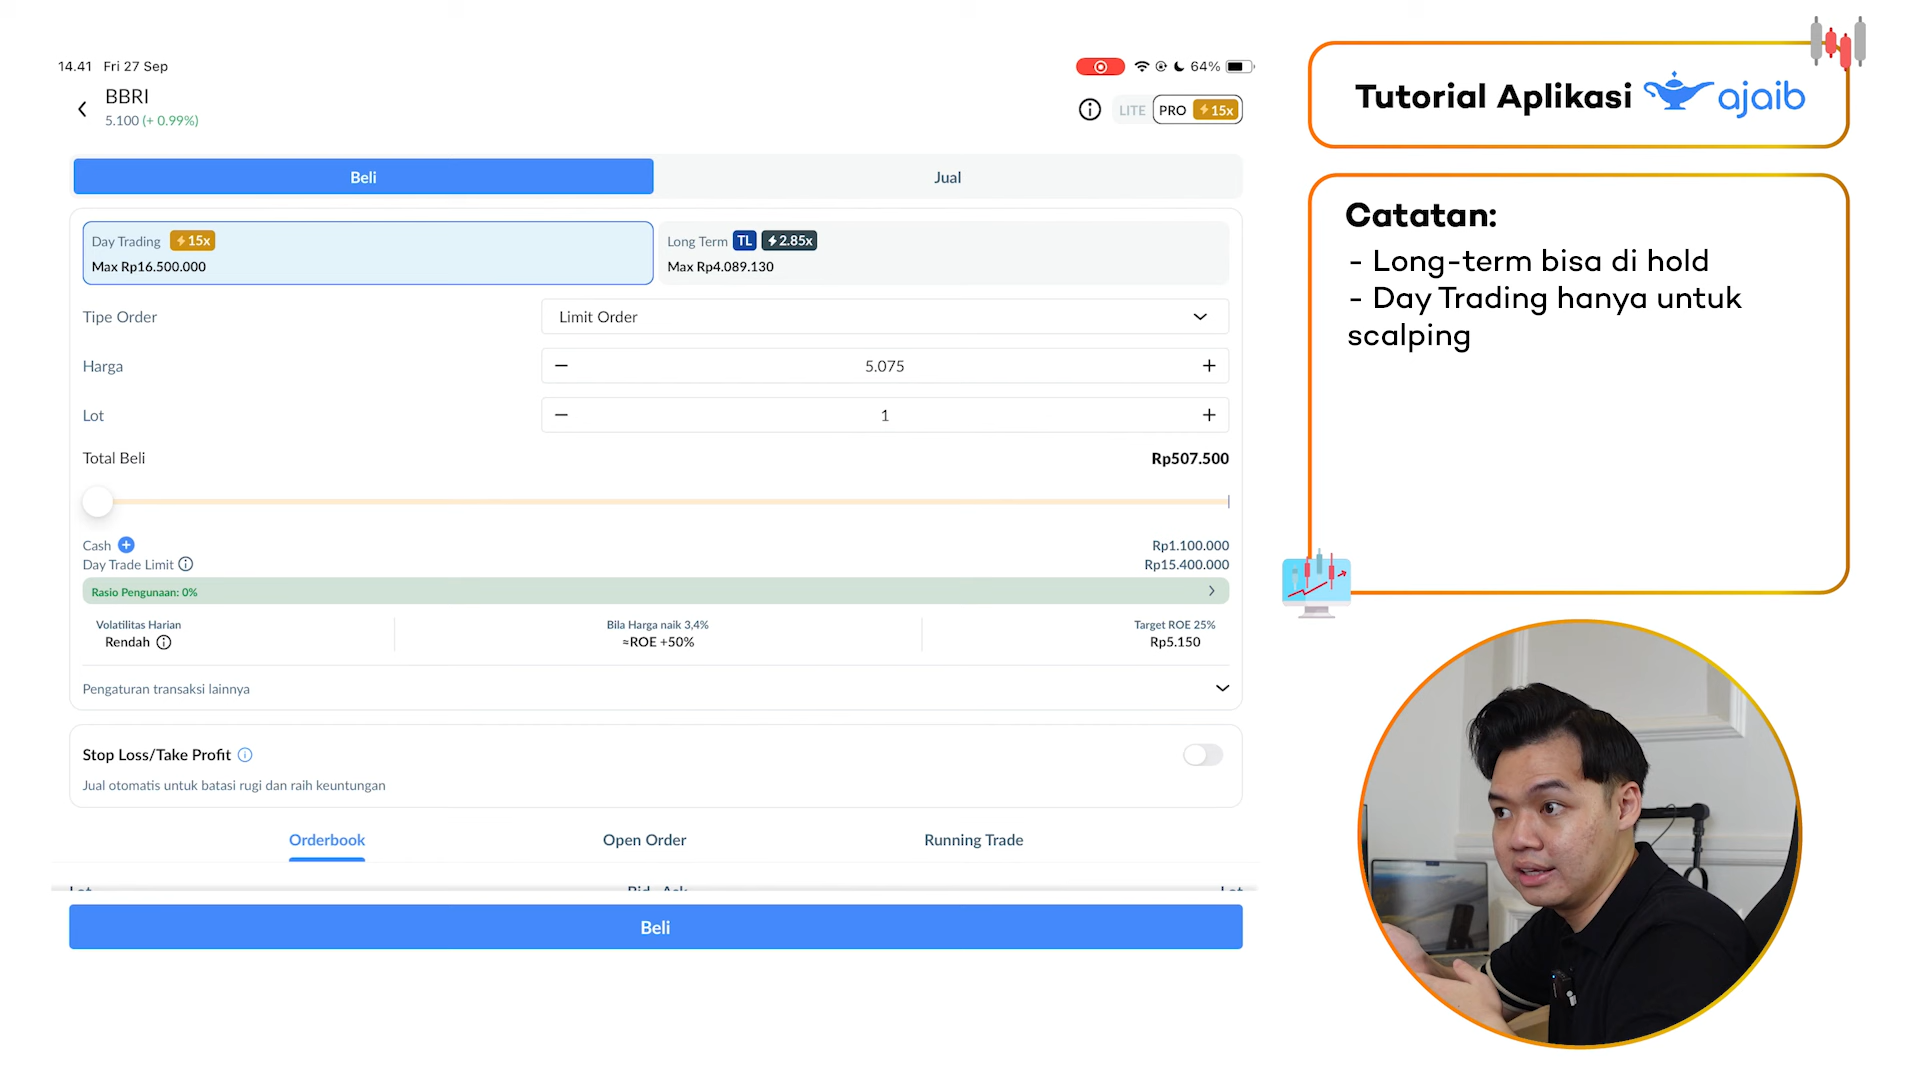 14.41 Fri 27 Sep
64%
BBRI
5.100 (+ 0.99%)
LITE PRO 15x
Beli
Jual
Day Trading 15x
Max Rp16.500.000
Long Term TL 2.85x
Max Rp4.089.130
Tipe Order
Limit Order
Harga
5.075
Lot
1
Total Beli
Rp507.500
Cash
Rp1.100.000
Day Trade Limit
Rp15.400.000
Rasio Pengunaan: 0%
Volatilitas Harian
Rendah
Bila Harga naik 3,4%
≈ROE +50%
Target ROE 25%
Rp5.150
Pengaturan transaksi lainnya
Stop Loss/Take Profit
Jual otomatis untuk batasi rugi dan raih keuntungan
Orderbook
Open Order
Running Trade
Beli
Tutorial Aplikasi ajaib
Catatan:
- Long-term bisa di hold
- Day Trading hanya untuk
scalping